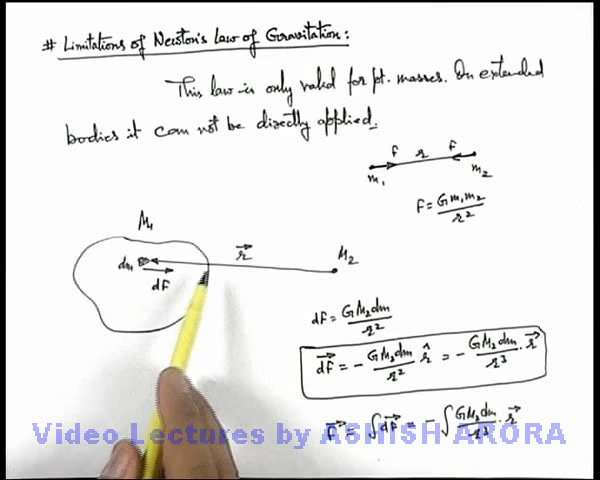 # Limitations of Newton's Law of Gravitation:
This law is only valid for pt. masses. On extended
bodies it can not be directly applied.
F r F
m₁ m₂
F = Gm₁m₂/r²
M₁
dm r⃗ M₂
dF
dF = GM₂dm/r²
d⃗F = - GM₂dm/r² r̂ = - GM₂dm/r³ . r⃗
F⃗ = ∫d⃗F = - ∫ GM₂dm/r³ . r⃗
Video Lectures by ASHISH ARORA